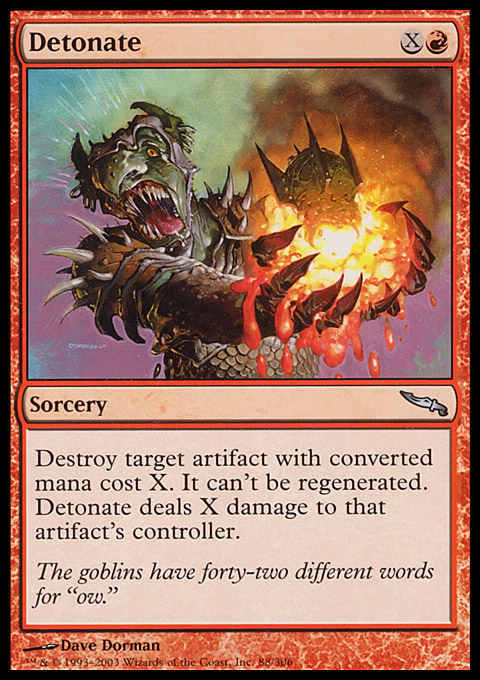 Detonate X
Sorcery
Destroy target artifact with converted
mana cost X. It can't be regenerated.
Detonate deals X damage to that
artifact's controller.
The goblins have forty-two different words
for “ow.”
Dave Dorman
™ & © 1993–2003 Wizards of the Coast, Inc. 88/306